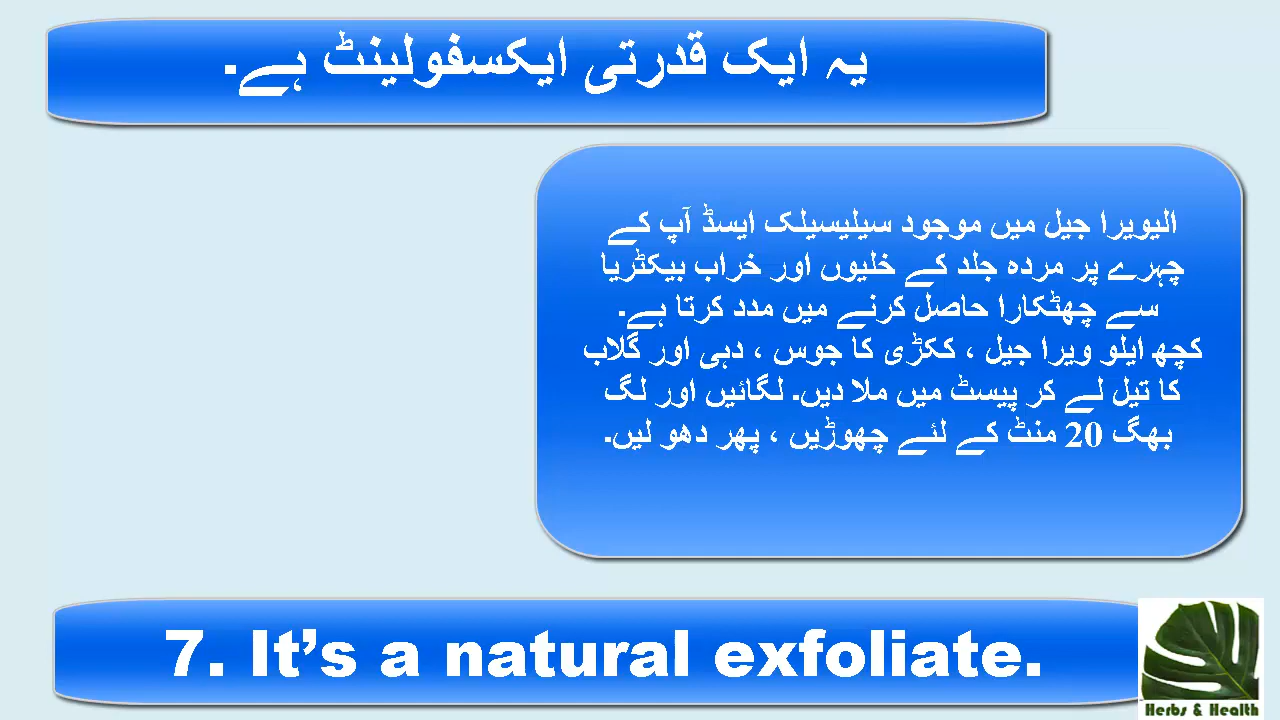 یہ ایک قدرتی ایکسفولینٹ ہے۔
الیویرا جیل میں موجود سیلیسیلک ایسڈ آپ کے
چہرے پر مردہ جلد کے خلیوں اور خراب بیکٹریا
سے چھٹکارا حاصل کرنے میں مدد کرتا ہے۔
کچھ ایلو ویرا جیل ، ککڑی کا جوس ، دہی اور گلاب
کا تیل لے کر پیسٹ میں ملا دیں۔ لگائیں اور لگ
بھگ 20 منٹ کے لئے چھوڑیں ، پھر دھو لیں۔
7. It’s a natural exfoliate.
Herbs & Health